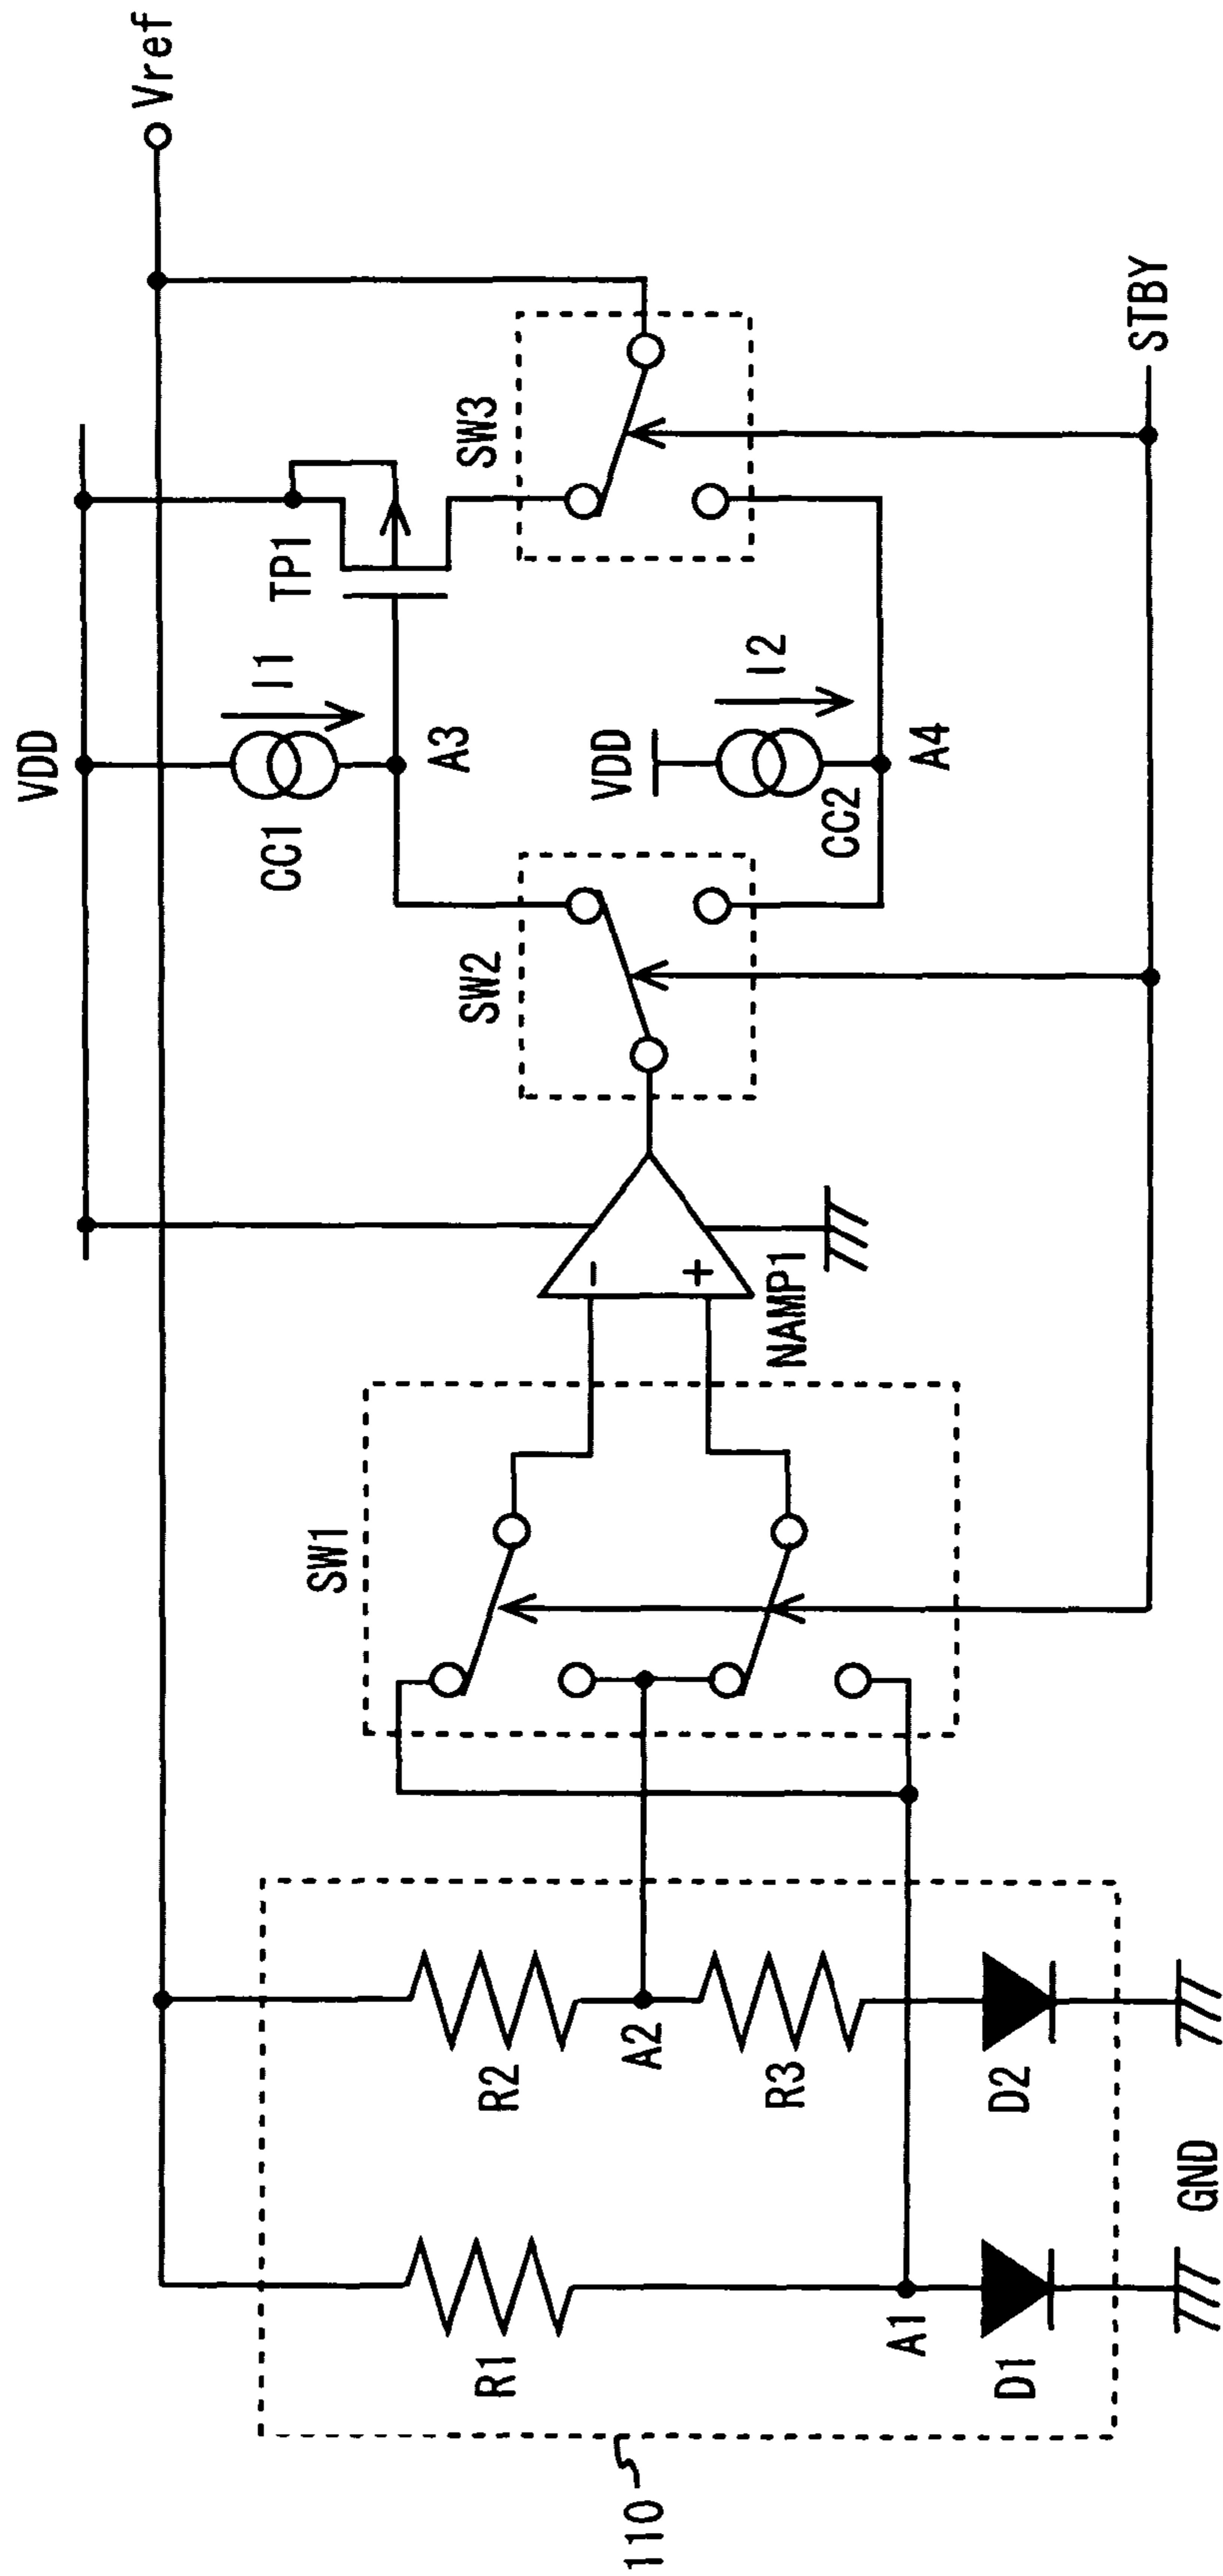 VDD
Vref
I1
CC1
TP1
A3
SW1
SW2
SW3
VDD
I2
CC2
A4
-
+
NAMP1
STBY
R1
R2
A2
R3
A1
D1
D2
GND
110